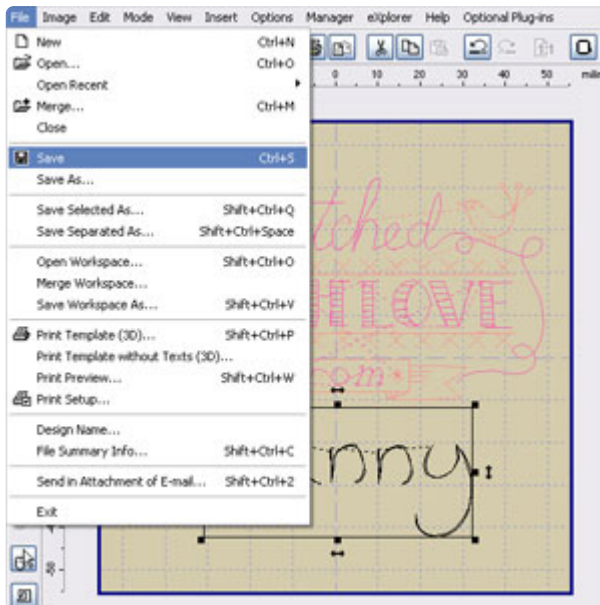 File Image Edit Mode View Insert Options Manager eXplorer Help Optional Plug-ins
New Ctrl+N
Open... Ctrl+O
Open Recent
Merge... Ctrl+M
Close
Save Ctrl+S
Save As...
Save Selected As... Shift+Ctrl+Q
Save Separated As... Shift+Ctrl+Space
Open Workspace... Shift+Ctrl+O
Merge Workspace...
Save Workspace As... Shift+Ctrl+V
Print Template (3D)... Shift+Ctrl+P
Print Template without Texts (3D)...
Print Preview... Shift+Ctrl+W
Print Setup...
Design Name...
File Summary Info... Shift+Ctrl+C
Send in Attachment of E-mail... Shift+Ctrl+2
Exit
0 10 20 30 40 50 mili
tched
H LOVE
om
nny
-50